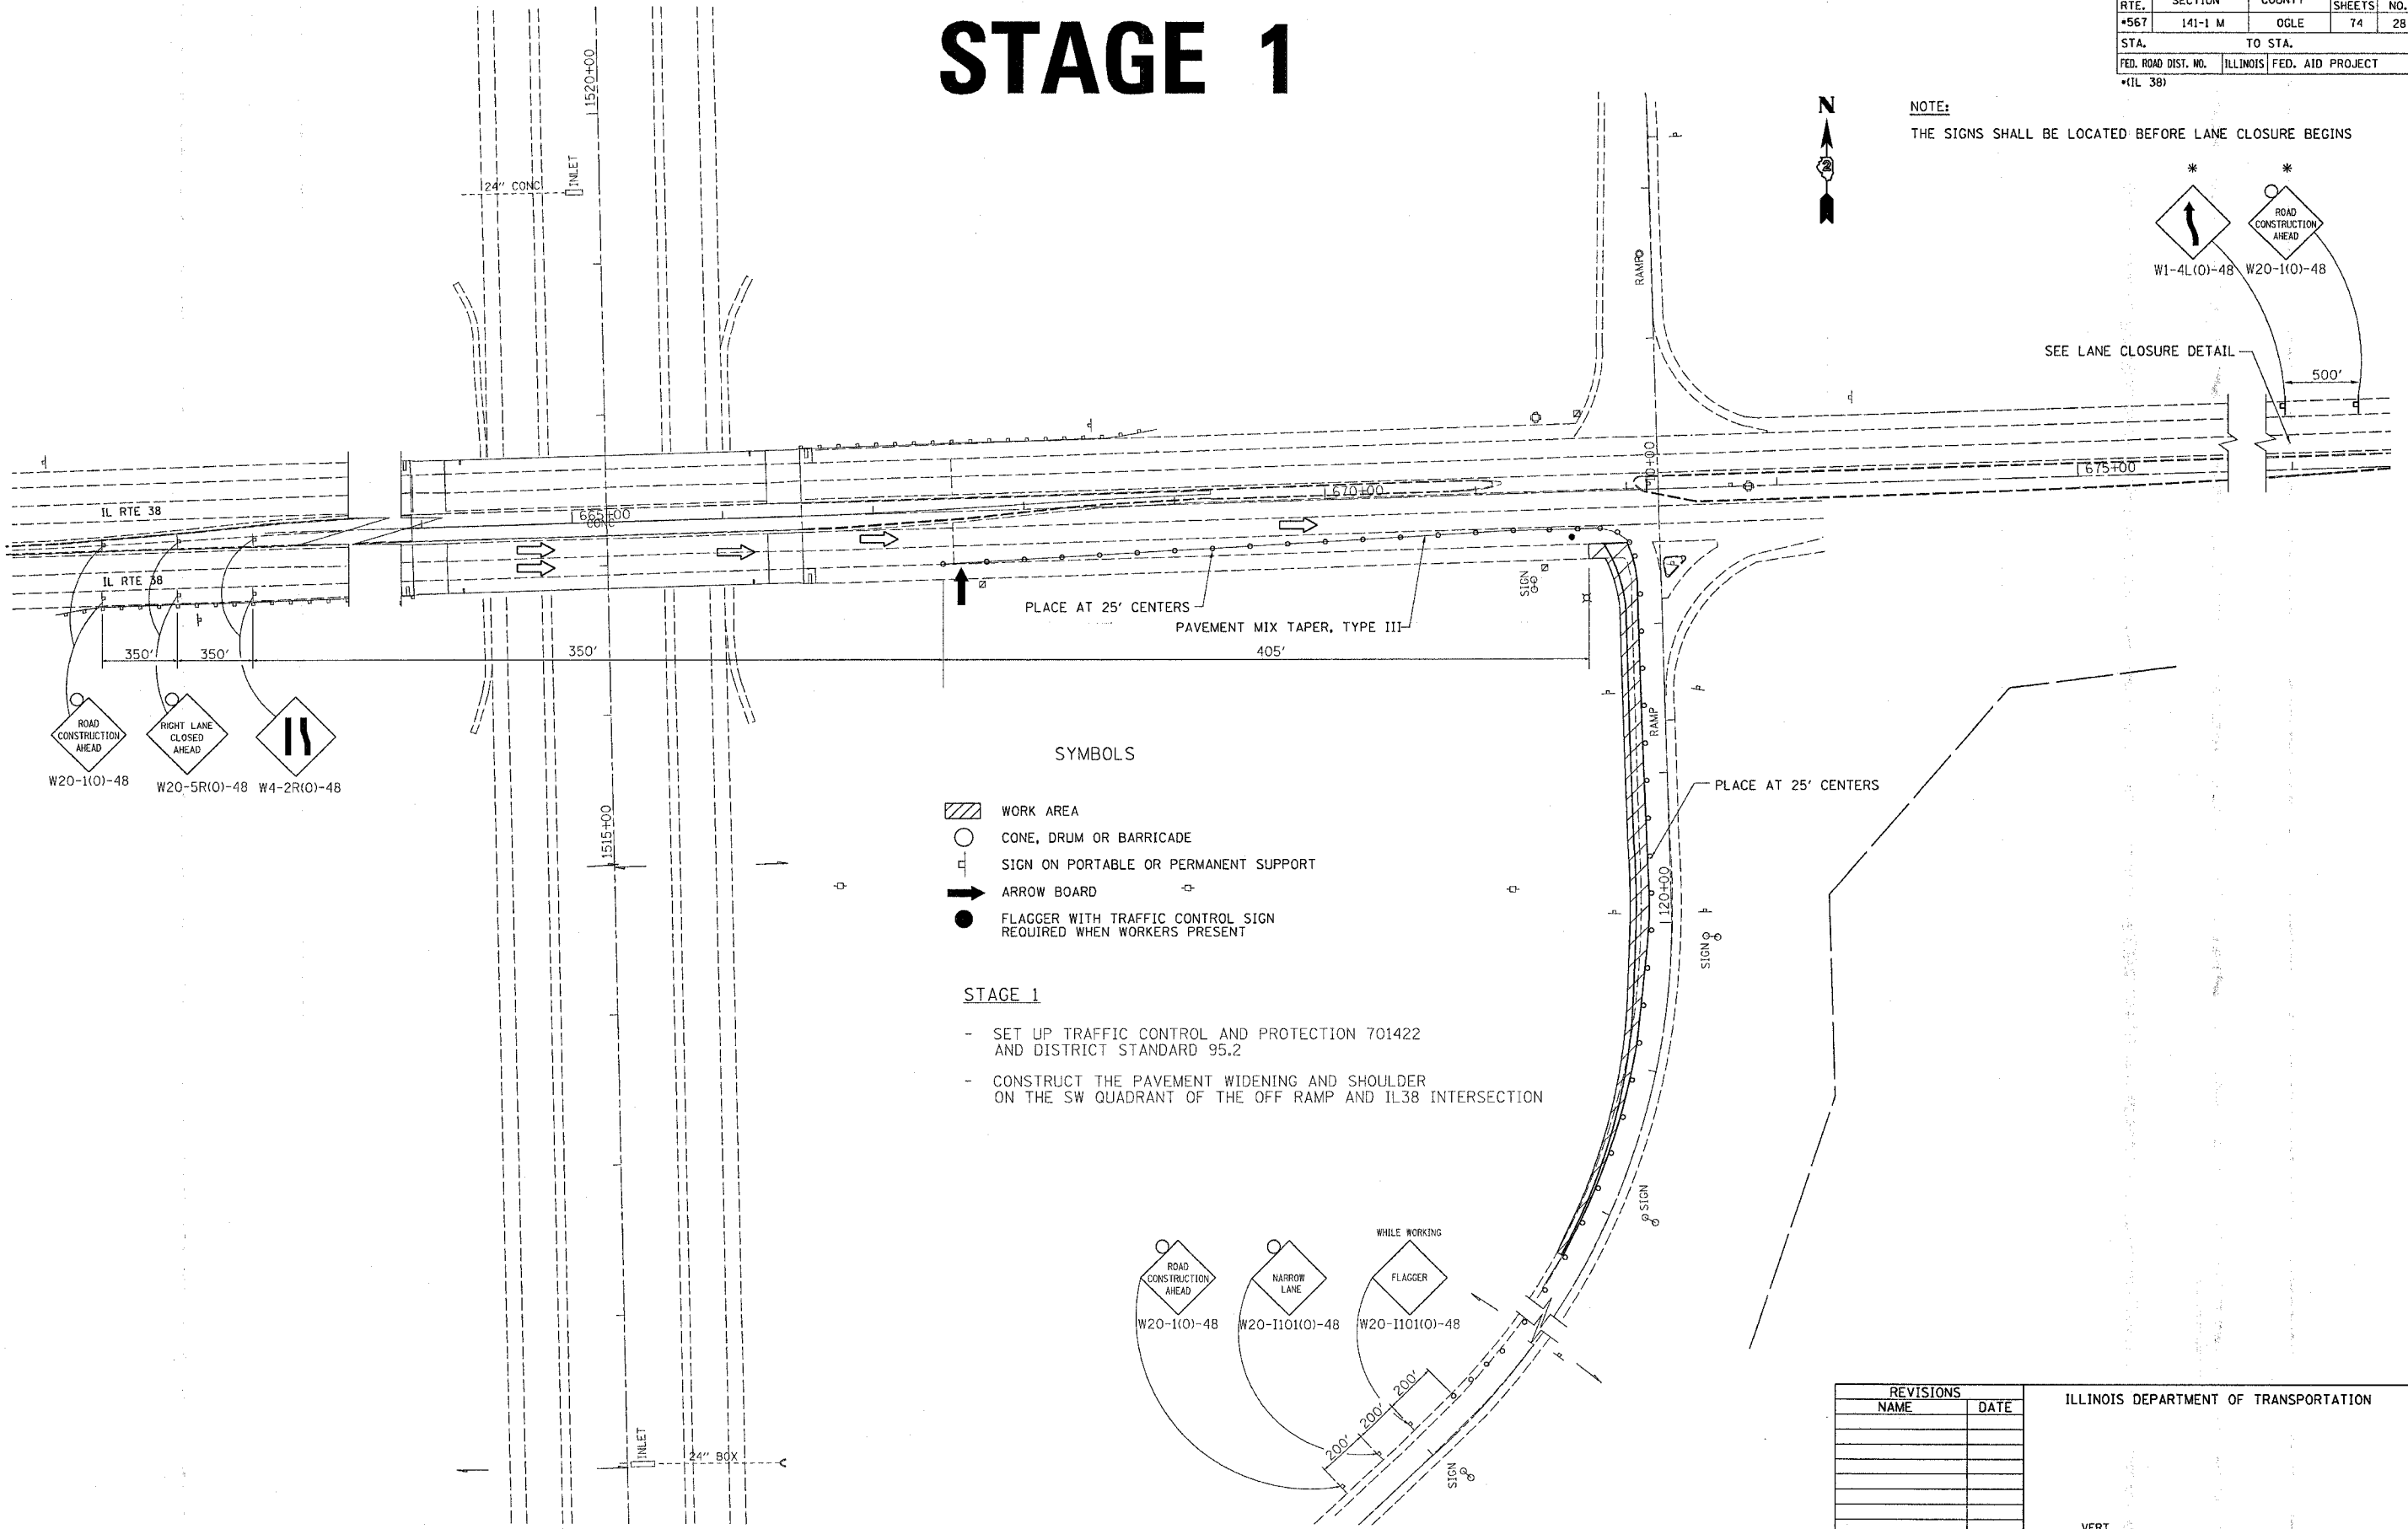 STAGE 1
RTE. SECTION COUNTY SHEETS NO.
*567 141-1 M OGLE 74 28
STA. TO STA.
FED. ROAD DIST. NO. ILLINOIS FED. AID PROJECT
*(IL 38)
N
2
NOTE:
THE SIGNS SHALL BE LOCATED BEFORE LANE CLOSURE BEGINS
* *
ROAD
CONSTRUCTION
AHEAD
W1-4L(O)-48 W20-1(O)-48
SEE LANE CLOSURE DETAIL
500'
1520+00
INLET
24" CONC
RAMP
IL RTE 38
665+00
CONC
670+00
675+00
IL RTE 38
PLACE AT 25' CENTERS
PAVEMENT MIX TAPER, TYPE III
SIGN
350' 350' 350' 405'
ROAD
CONSTRUCTION
AHEAD
W20-1(O)-48
RIGHT LANE
CLOSED
AHEAD
W20-5R(O)-48
W4-2R(O)-48
RAMP
PLACE AT 25' CENTERS
1515+00
120+00
SIGN
SYMBOLS
WORK AREA
CONE, DRUM OR BARRICADE
SIGN ON PORTABLE OR PERMANENT SUPPORT
ARROW BOARD
FLAGGER WITH TRAFFIC CONTROL SIGN
REQUIRED WHEN WORKERS PRESENT
STAGE 1
- SET UP TRAFFIC CONTROL AND PROTECTION 701422
AND DISTRICT STANDARD 95.2
- CONSTRUCT THE PAVEMENT WIDENING AND SHOULDER
ON THE SW QUADRANT OF THE OFF RAMP AND IL38 INTERSECTION
SIGN
ROAD
CONSTRUCTION
AHEAD
W20-1(O)-48
NARROW
LANE
W20-I101(O)-48
WHILE WORKING
FLAGGER
W20-I101(O)-48
200' 200' 200'
SIGN
INLET
24" BOX
REVISIONS
NAME DATE
ILLINOIS DEPARTMENT OF TRANSPORTATION
VERT.